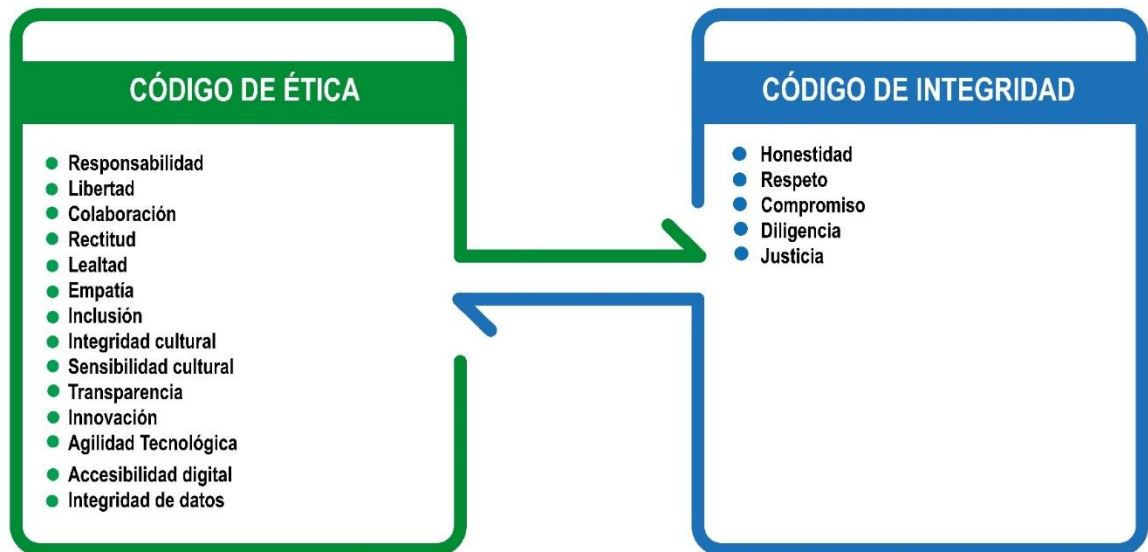 CÓDIGO DE ÉTICA
Responsabilidad
Libertad
Colaboración
Rectitud
Lealtad
Empatía
Inclusión
Integridad cultural
Sensibilidad cultural
Transparencia
Innovación
Agilidad Tecnológica
Accesibilidad digital
Integridad de datos
CÓDIGO DE INTEGRIDAD
Honestidad
Respeto
Compromiso
Diligencia
Justicia